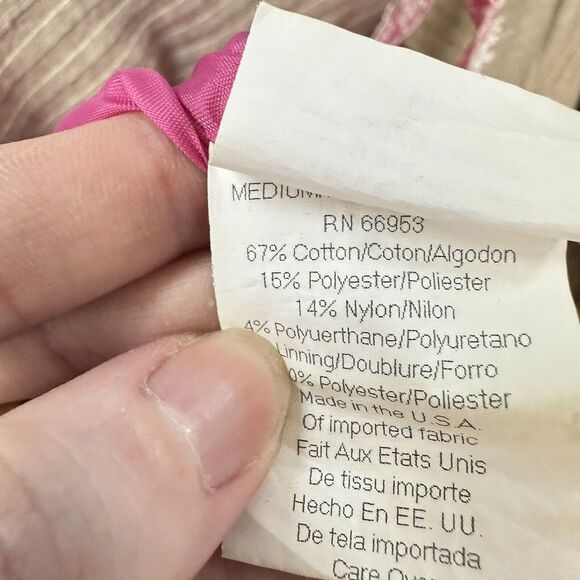 MEDIUM
RN 66953
67% Cotton/Coton/Algodon
15% Polyester/Poliester
14% Nylon/Nilon
4% Polyuerthane/Polyuretano
Linning/Doublure/Forro
0% Polyester/Poliester
Made in the U.S.A.
Of imported fabric
Fait Aux Etats Unis
De tissu importe
Hecho En EE. UU.
De tela importada
Care